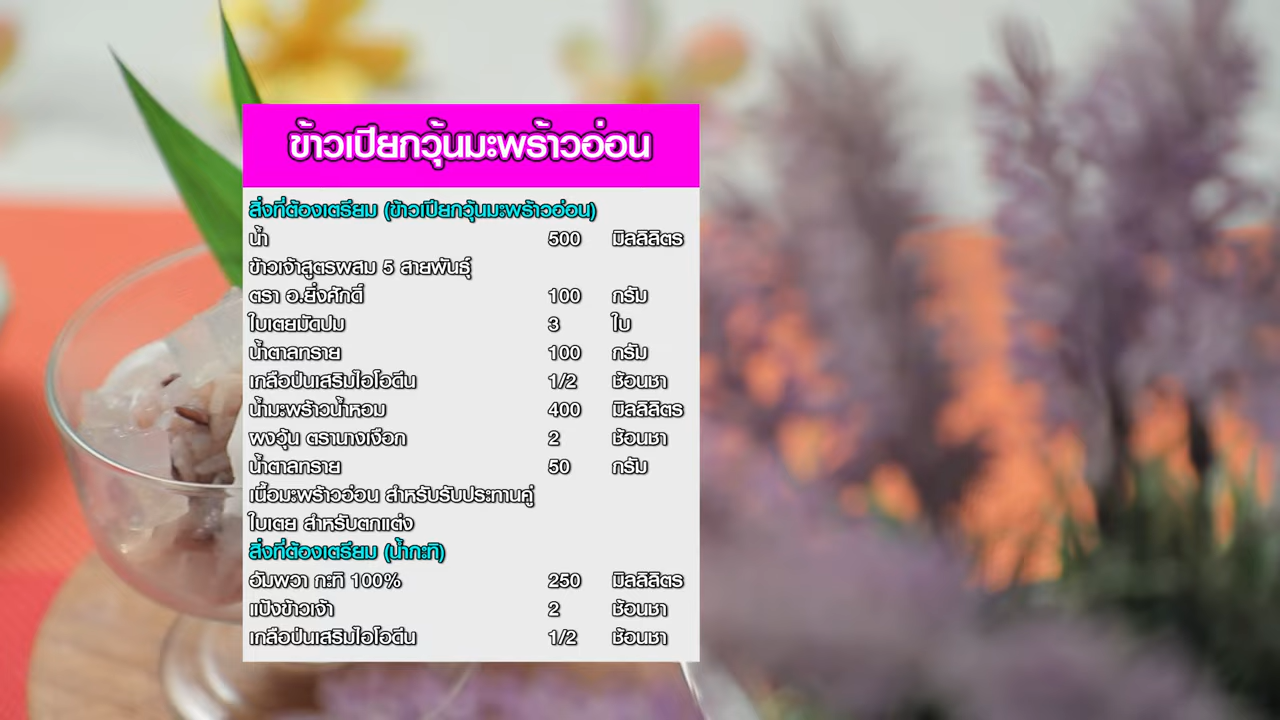 ข้าวเปียกวุ้นมะพร้าวอ่อน
สิ่งที่ต้องเตรียม (ข้าวเปียกวุ้นมะพร้าวอ่อน)
น้ำ 500 มิลลิลิตร
ข้าวเจ้าสูตรผสม 5 สายพันธุ์
ตรา อ.ยิ่งศักดิ์ 100 กรัม
ใบเตยมัดปม 3 ใบ
น้ำตาลทราย 100 กรัม
เกลือป่นเสริมไอโอดีน 1/2 ช้อนชา
น้ำมะพร้าวน้ำหอม 400 มิลลิลิตร
ผงวุ้น ตรานางเงือก 2 ช้อนชา
น้ำตาลทราย 50 กรัม
เนื้อมะพร้าวอ่อน สำหรับรับประทานคู่
ใบเตย สำหรับตกแต่ง
สิ่งที่ต้องเตรียม (น้ำกะทิ)
อัมพวา กะทิ 100% 250 มิลลิลิตร
แป้งข้าวเจ้า 2 ช้อนชา
เกลือป่นเสริมไอโอดีน 1/2 ช้อนชา